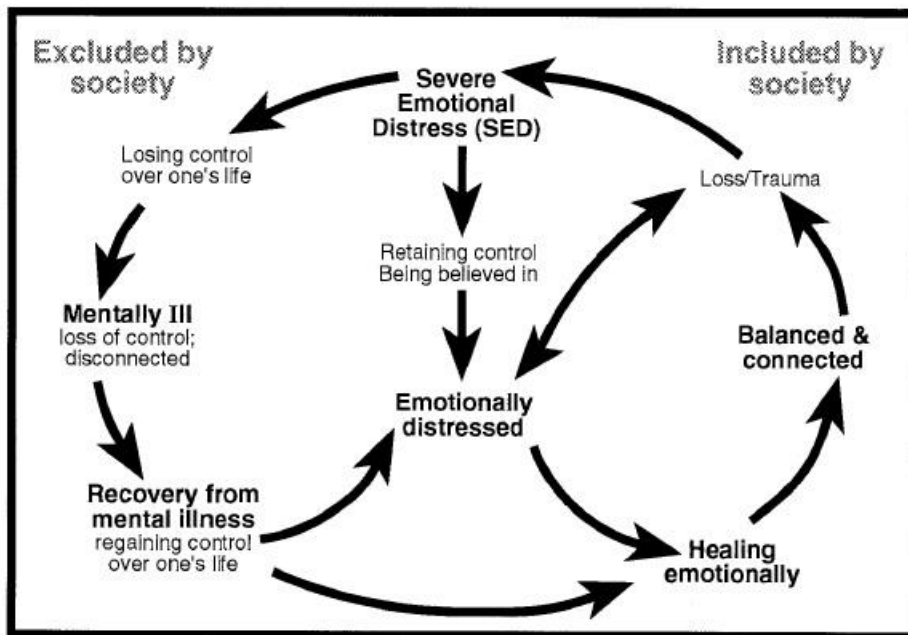 Excluded by
society
Included by
society
Severe
Emotional
Distress (SED)
Losing control
over one's life
Loss/Trauma
Retaining control
Being believed in
Mentally Ill
loss of control;
disconnected
Balanced &
connected
Emotionally
distressed
Recovery from
mental illness
regaining control
over one's life
Healing
emotionally